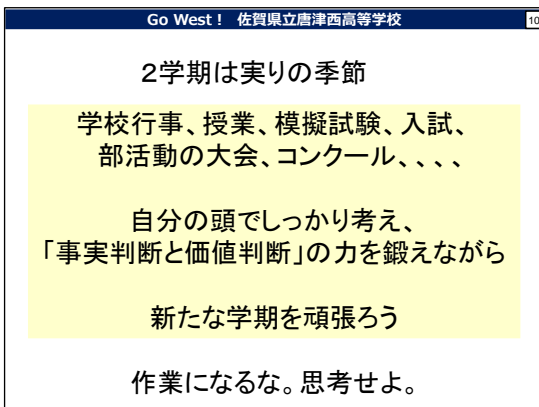 Go West！ 佐賀県立唐津西高等学校
10
２学期は実りの季節
学校行事、授業、模擬試験、入試、
部活動の大会、コンクール、、、、
自分の頭でしっかり考え、
「事実判断と価値判断」の力を鍛えながら
新たな学期を頑張ろう
作業になるな。思考せよ。